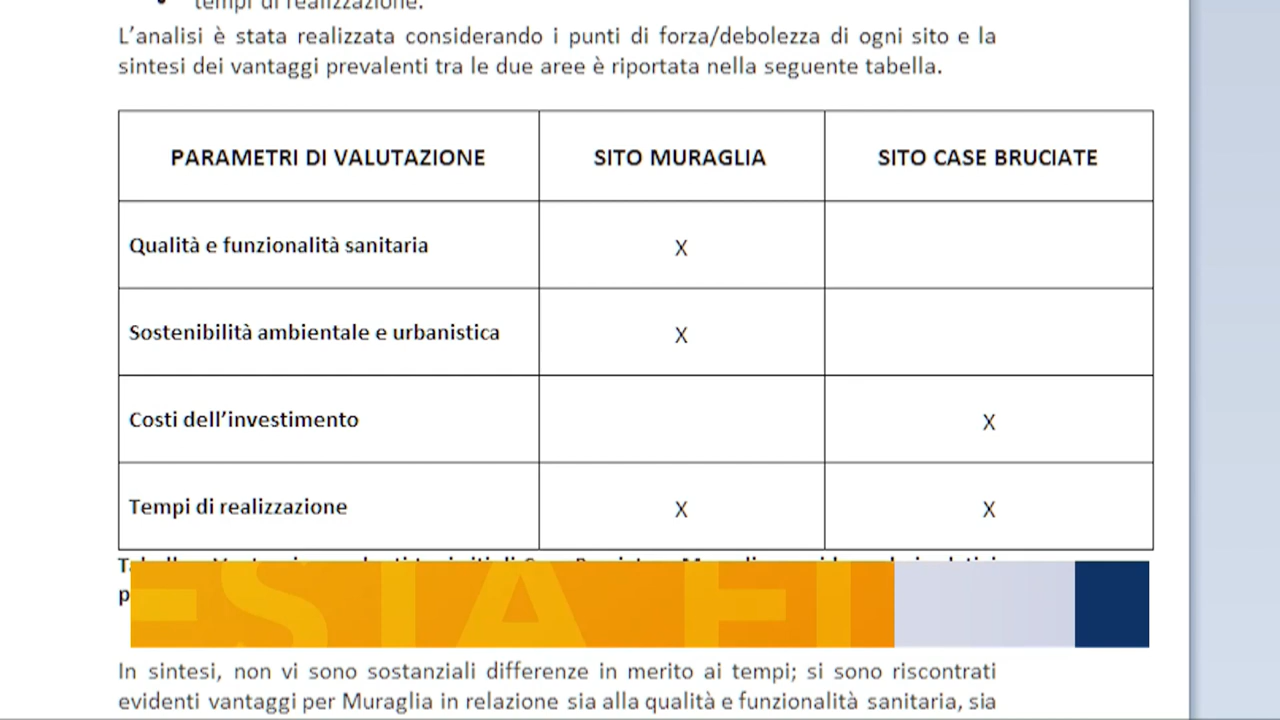 tempi di realizzazione.
L’analisi è stata realizzata considerando i punti di forza/debolezza di ogni sito e la
sintesi dei vantaggi prevalenti tra le due aree è riportata nella seguente tabella.
PARAMETRI DI VALUTAZIONE SITO MURAGLIA SITO CASE BRUCIATE
Qualità e funzionalità sanitaria X
Sostenibilità ambientale e urbanistica X
Costi dell’investimento X
Tempi di realizzazione X X
In sintesi, non vi sono sostanziali differenze in merito ai tempi; si sono riscontrati
evidenti vantaggi per Muraglia in relazione sia alla qualità e funzionalità sanitaria, sia